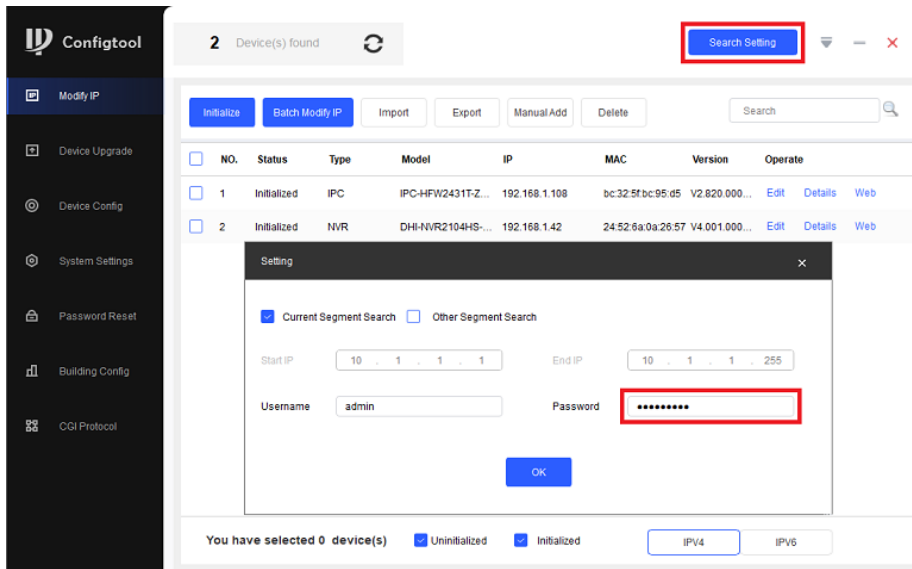 Configtool
2 Device(s) found
Search Setting
Modify IP
Device Upgrade
Device Config
System Settings
Password Reset
Building Config
CGI Protocol
Initialize Batch Modify IP Import Export Manual Add Delete Search
NO. Status Type Model IP MAC Version Operate
1 Initialized IPC IPC-HFW2431T-Z... 192.168.1.108 bc:32:5f:bc:95:d5 V2.820.000... Edit Details Web
2 Initialized NVR DHI-NVR2104HS-... 192.168.1.42 24:52:6a:0a:26:57 V4.001.000... Edit Details Web
Setting
Current Segment Search Other Segment Search
Start IP 10 . 1 . 1 . 1 End IP 10 . 1 . 1 . 255
Username admin Password •••••••••
OK
You have selected 0 device(s) Uninitialized Initialized IPV4 IPV6